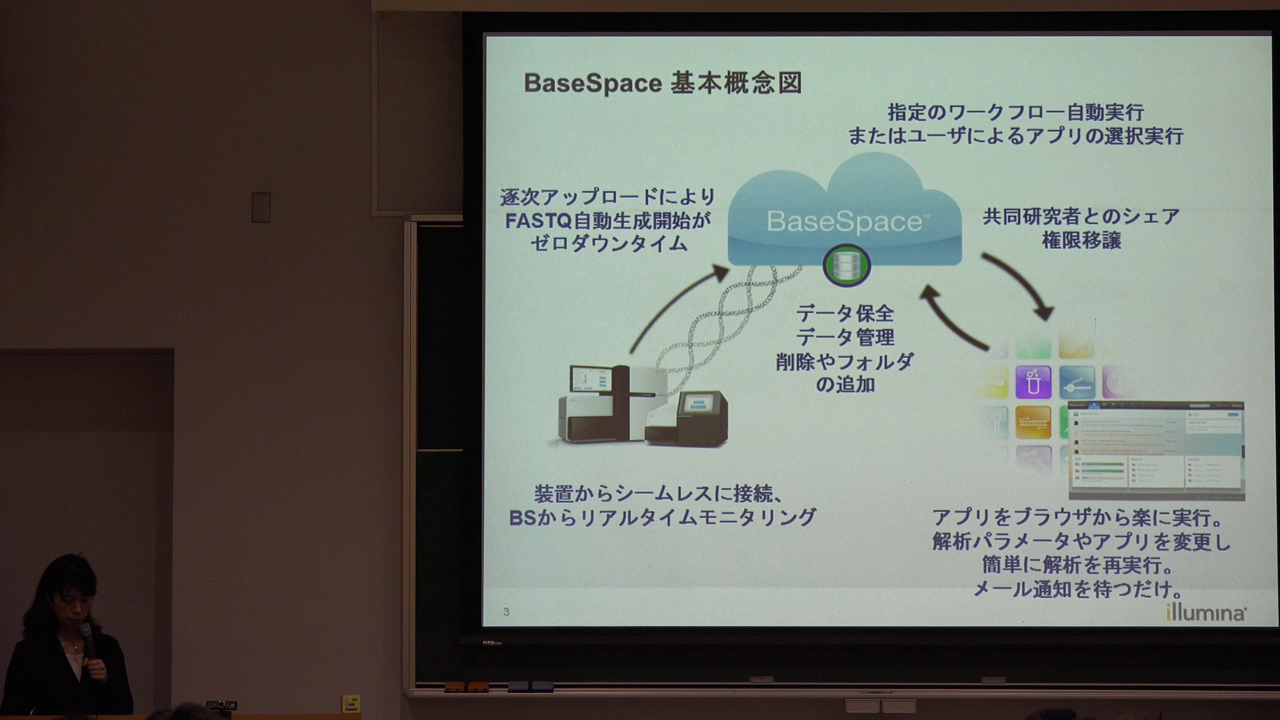 BaseSpace 基本概念図
指定のワークフロー自動実行
またはユーザによるアプリの選択実行
逐次アップロードにより
FASTQ自動生成開始が
ゼロダウンタイム
BaseSpace™
共同研究者とのシェア
権限移譲
データ保全
データ管理
削除やフォルダ
の追加
装置からシームレスに接続、
BSからリアルタイムモニタリング
アプリをブラウザから楽に実行。
解析パラメータやアプリを変更し
簡単に解析を再実行。
メール通知を待つだけ。
3
illumina